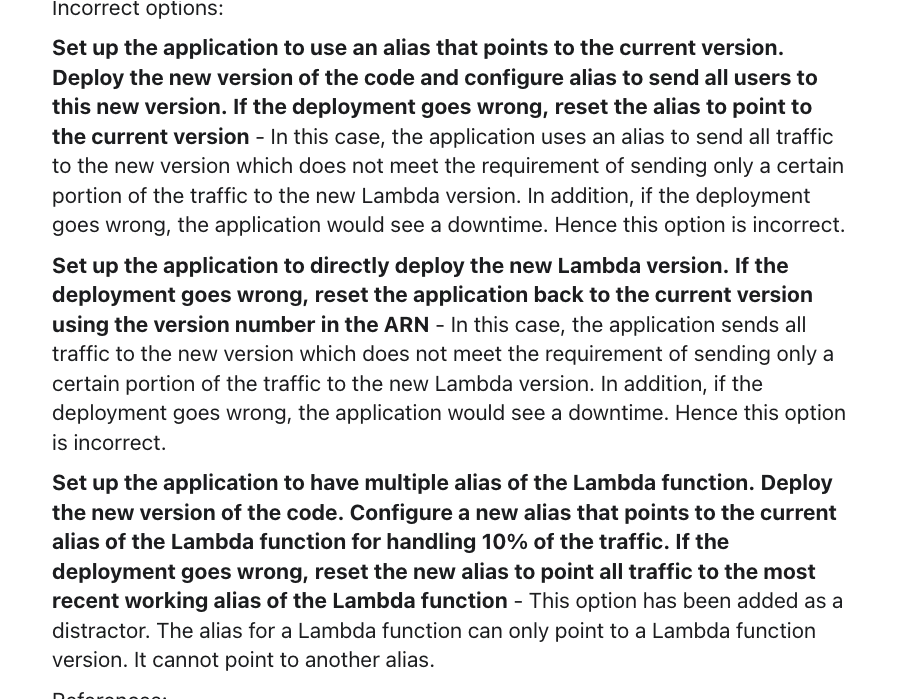 Incorrect options:
Set up the application to use an alias that points to the current version.
Deploy the new version of the code and configure alias to send all users to
this new version. If the deployment goes wrong, reset the alias to point to
the current version - In this case, the application uses an alias to send all traffic
to the new version which does not meet the requirement of sending only a certain
portion of the traffic to the new Lambda version. In addition, if the deployment
goes wrong, the application would see a downtime. Hence this option is incorrect.
Set up the application to directly deploy the new Lambda version. If the
deployment goes wrong, reset the application back to the current version
using the version number in the ARN - In this case, the application sends all
traffic to the new version which does not meet the requirement of sending only a
certain portion of the traffic to the new Lambda version. In addition, if the
deployment goes wrong, the application would see a downtime. Hence this option
is incorrect.
Set up the application to have multiple alias of the Lambda function. Deploy
the new version of the code. Configure a new alias that points to the current
alias of the Lambda function for handling 10% of the traffic. If the
deployment goes wrong, reset the new alias to point all traffic to the most
recent working alias of the Lambda function - This option has been added as a
distractor. The alias for a Lambda function can only point to a Lambda function
version. It cannot point to another alias.
References: